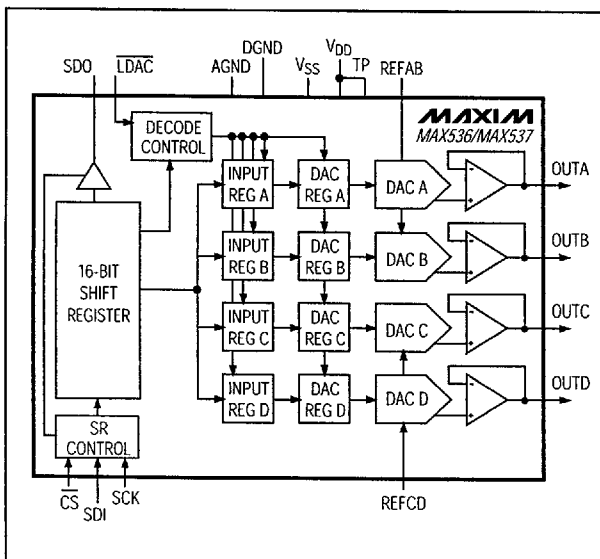 SDO
L̅D̅A̅C̅
AGND
DGND
VSS
VDD
TP
REFAB
MAXIM
MAX536/MAX537
DECODE
CONTROL
INPUT
REG A
DAC
REG A
DAC A
OUTA
INPUT
REG B
DAC
REG B
DAC B
OUTB
16-BIT
SHIFT
REGISTER
INPUT
REG C
DAC
REG C
DAC C
OUTC
INPUT
REG D
DAC
REG D
DAC D
OUTD
SR
CONTROL
C̅S̅
SDI
SCK
REFCD